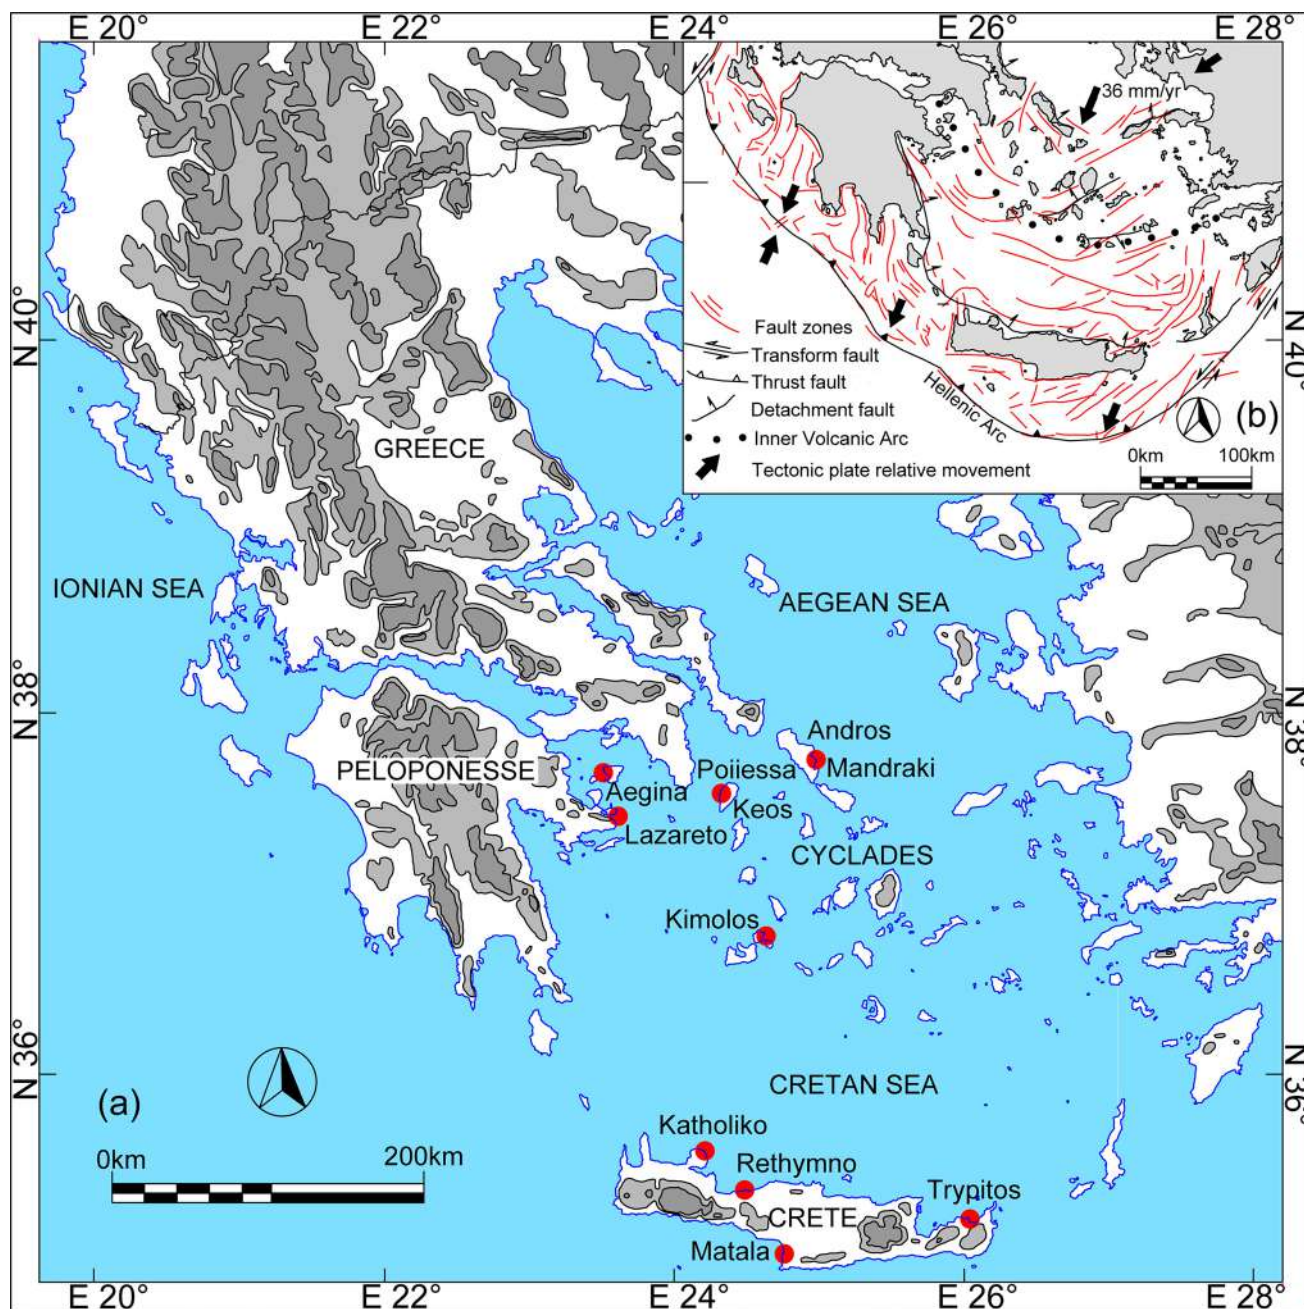 E 20°
E 22°
E 24°
E 26°
E 28°
36 mm/yr
Fault zones
Transform fault
Thrust fault
Detachment fault
Inner Volcanic Arc
Tectonic plate relative movement
Hellenic Arc
(b)
0km
100km
N 40°
N 40°
GREECE
IONIAN SEA
AEGEAN SEA
N 38°
N 38°
PELOPONESSE
Andros
Mandraki
Poiiessa
Keos
Aegina
Lazareto
CYCLADES
Kimolos
N 36°
N 36°
CRETAN SEA
(a)
0km
200km
Katholiko
Rethymno
Trypitos
CRETE
Matala
E 20°
E 22°
E 24°
E 26°
E 28°